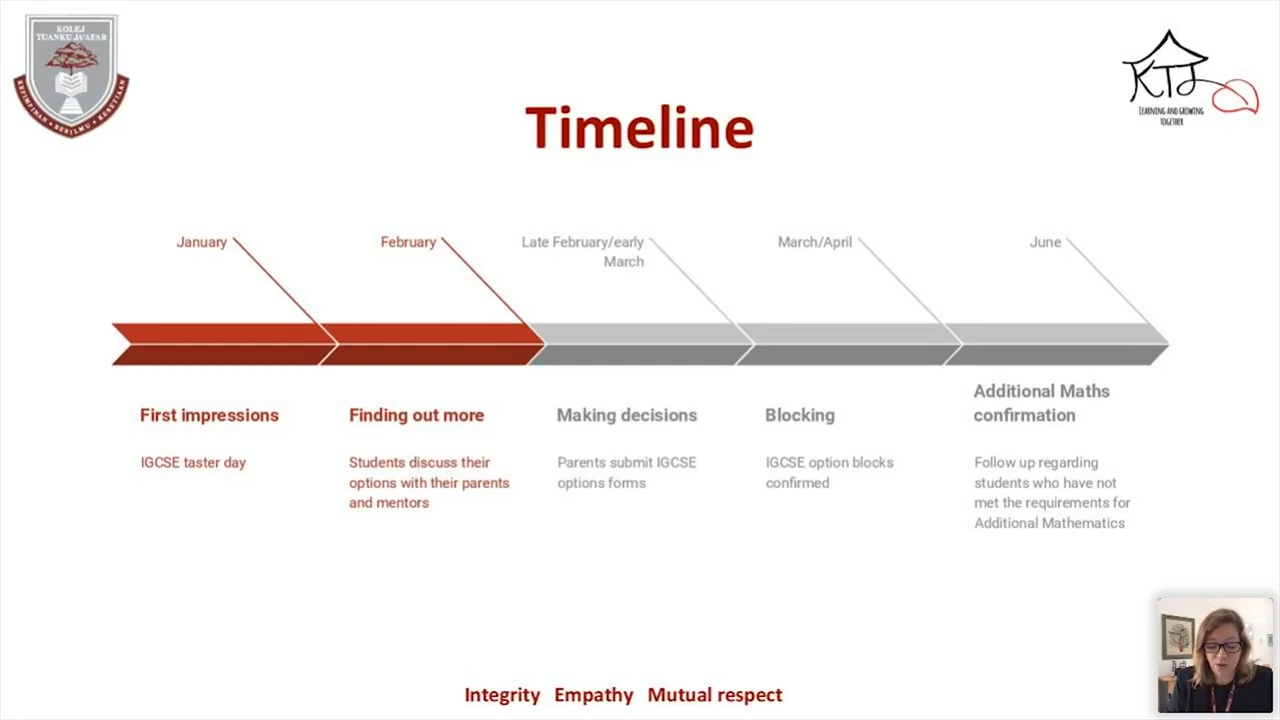 KOLEJ
TUANKU JA'AFAR
KEPIMPINAN • BERILMU • KESETIAAN
KTJ
LEARNING AND GROWING
TOGETHER
Timeline
January
February
Late February/early
March
March/April
June
First impressions
IGCSE taster day
Finding out more
Students discuss their
options with their parents
and mentors
Making decisions
Parents submit IGCSE
options forms
Blocking
IGCSE option blocks
confirmed
Additional Maths
confirmation
Follow up regarding
students who have not
met the requirements for
Additional Mathematics
Integrity Empathy Mutual respect